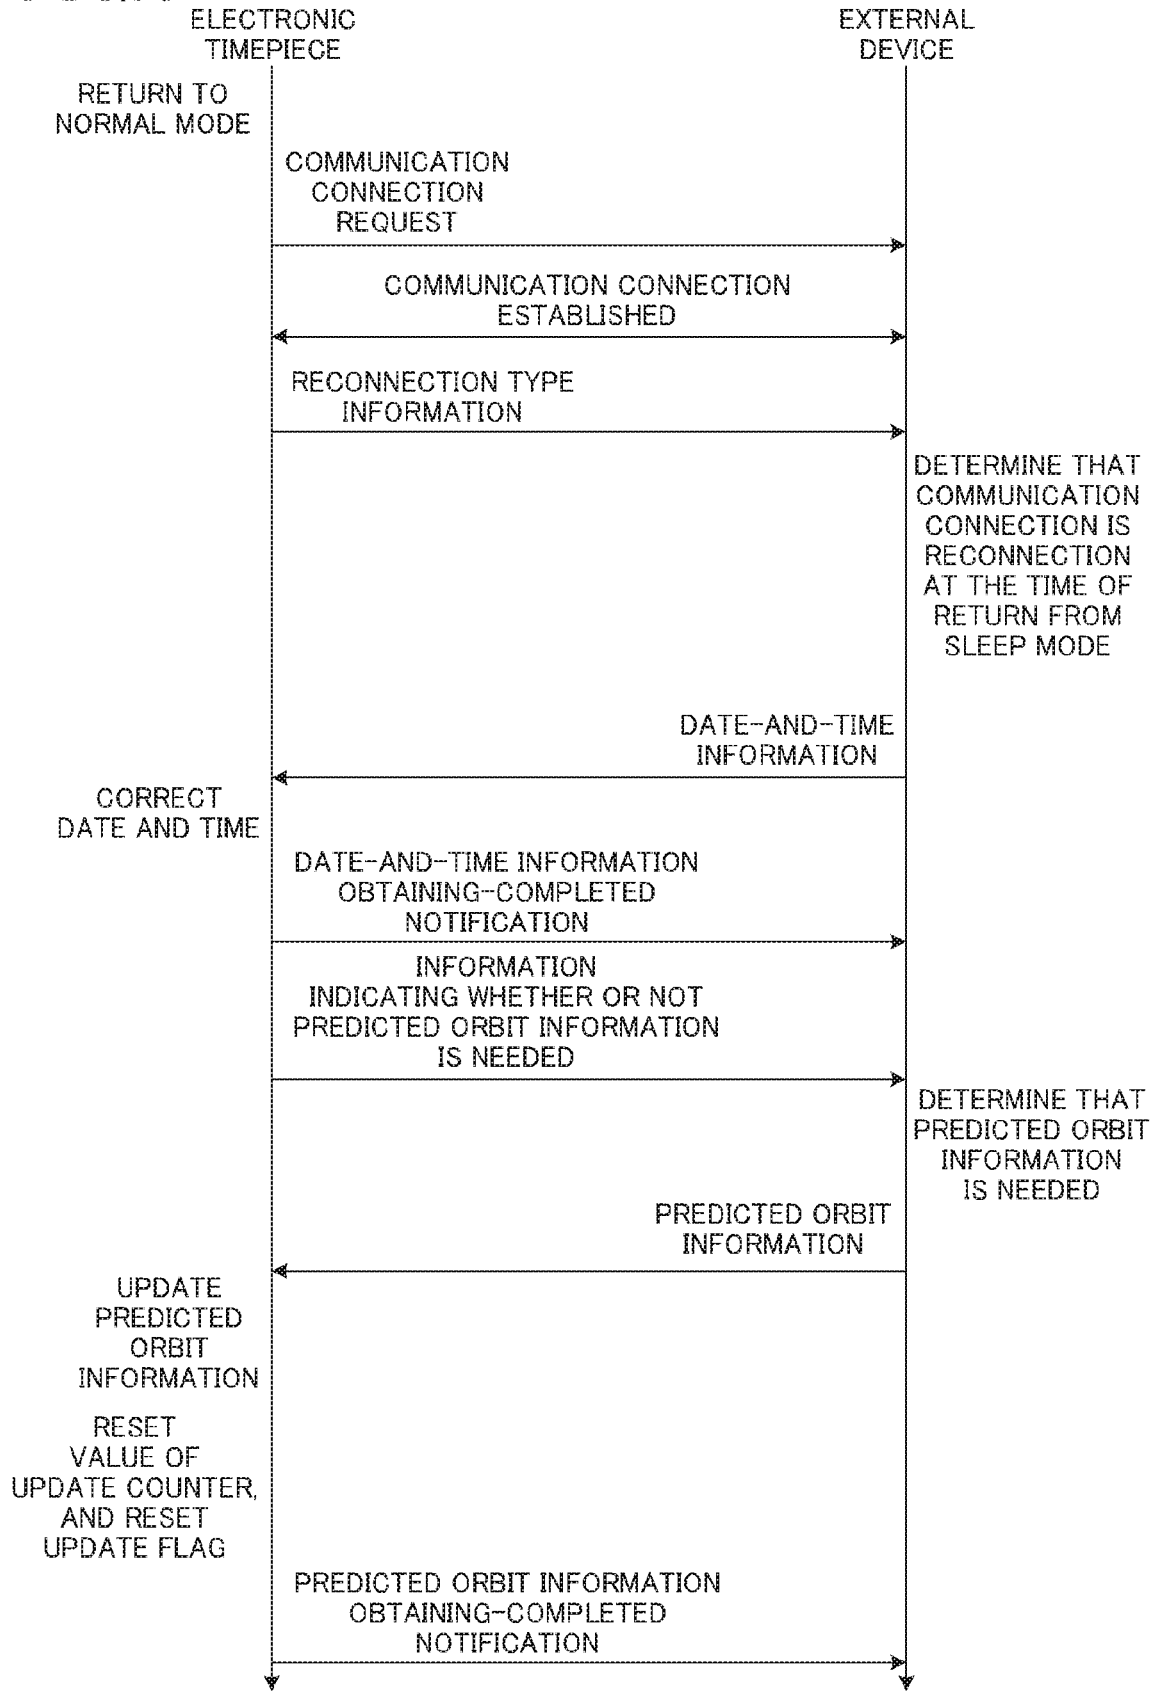 ELECTRONIC
TIMEPIECE
EXTERNAL
DEVICE
RETURN TO
NORMAL MODE
COMMUNICATION
CONNECTION
REQUEST
COMMUNICATION CONNECTION
ESTABLISHED
RECONNECTION TYPE
INFORMATION
DETERMINE THAT
COMMUNICATION
CONNECTION IS
RECONNECTION
AT THE TIME OF
RETURN FROM
SLEEP MODE
DATE-AND-TIME
INFORMATION
CORRECT
DATE AND TIME
DATE-AND-TIME INFORMATION
OBTAINING-COMPLETED
NOTIFICATION
INFORMATION
INDICATING WHETHER OR NOT
PREDICTED ORBIT INFORMATION
IS NEEDED
DETERMINE THAT
PREDICTED ORBIT
INFORMATION
IS NEEDED
PREDICTED ORBIT
INFORMATION
UPDATE
PREDICTED
ORBIT
INFORMATION
RESET
VALUE OF
UPDATE COUNTER,
AND RESET
UPDATE FLAG
PREDICTED ORBIT INFORMATION
OBTAINING-COMPLETED
NOTIFICATION